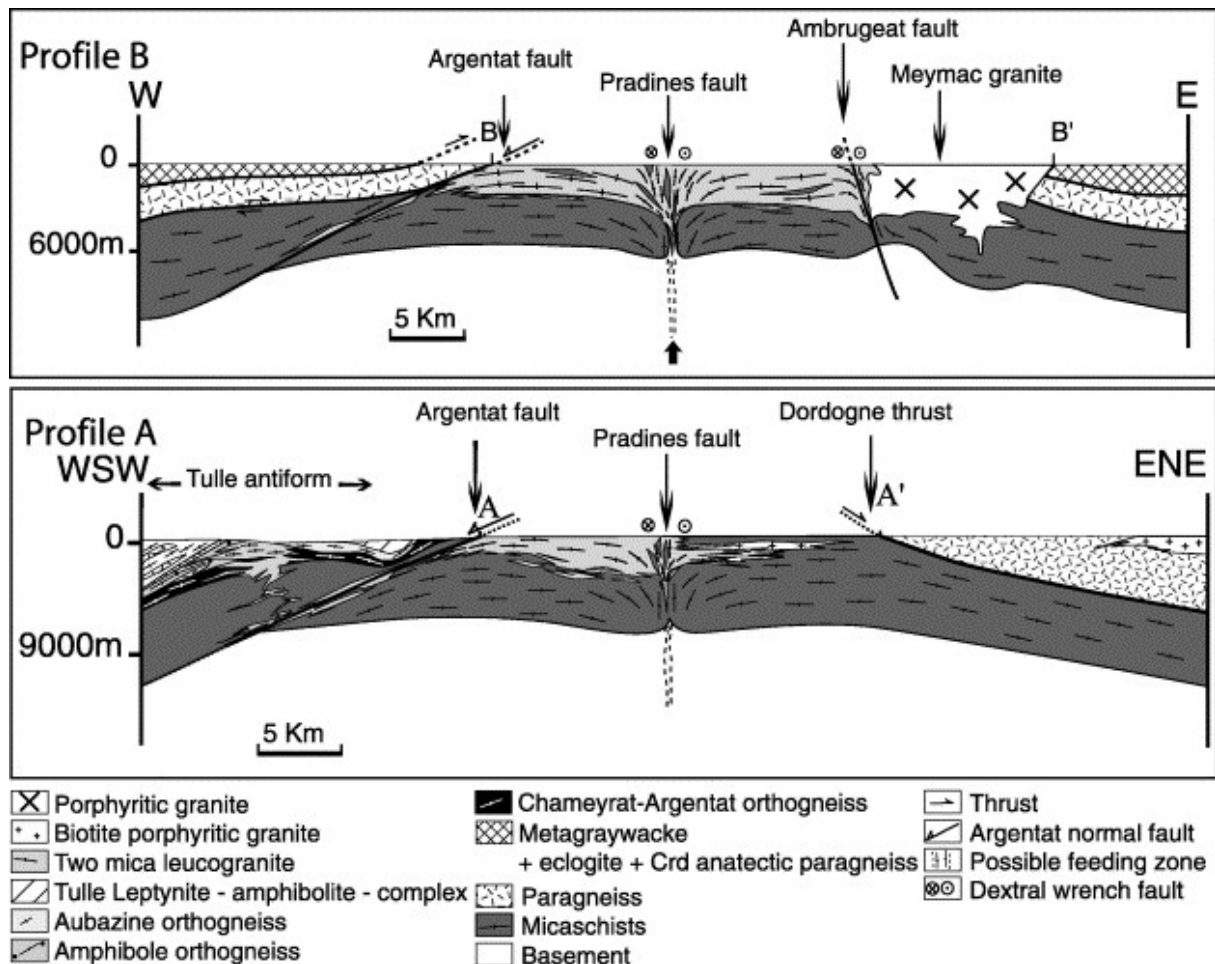 Profile B
W
Argentat fault
Pradines fault
Ambrugeat fault
Meymac granite
E
B
B'
0
6000m
5 Km
Profile A
WSW
Tulle antiform
Argentat fault
Pradines fault
Dordogne thrust
ENE
A
A'
0
9000m
5 Km
Porphyritic granite
Biotite porphyritic granite
Two mica leucogranite
Tulle Leptynite - amphibolite - complex
Aubazine orthogneiss
Amphibole orthogneiss
Chameyrat-Argentat orthogneiss
Metagraywacke
+ eclogite + Crd anatectic paragneiss
Paragneiss
Micaschists
Basement
Thrust
Argentat normal fault
Possible feeding zone
Dextral wrench fault